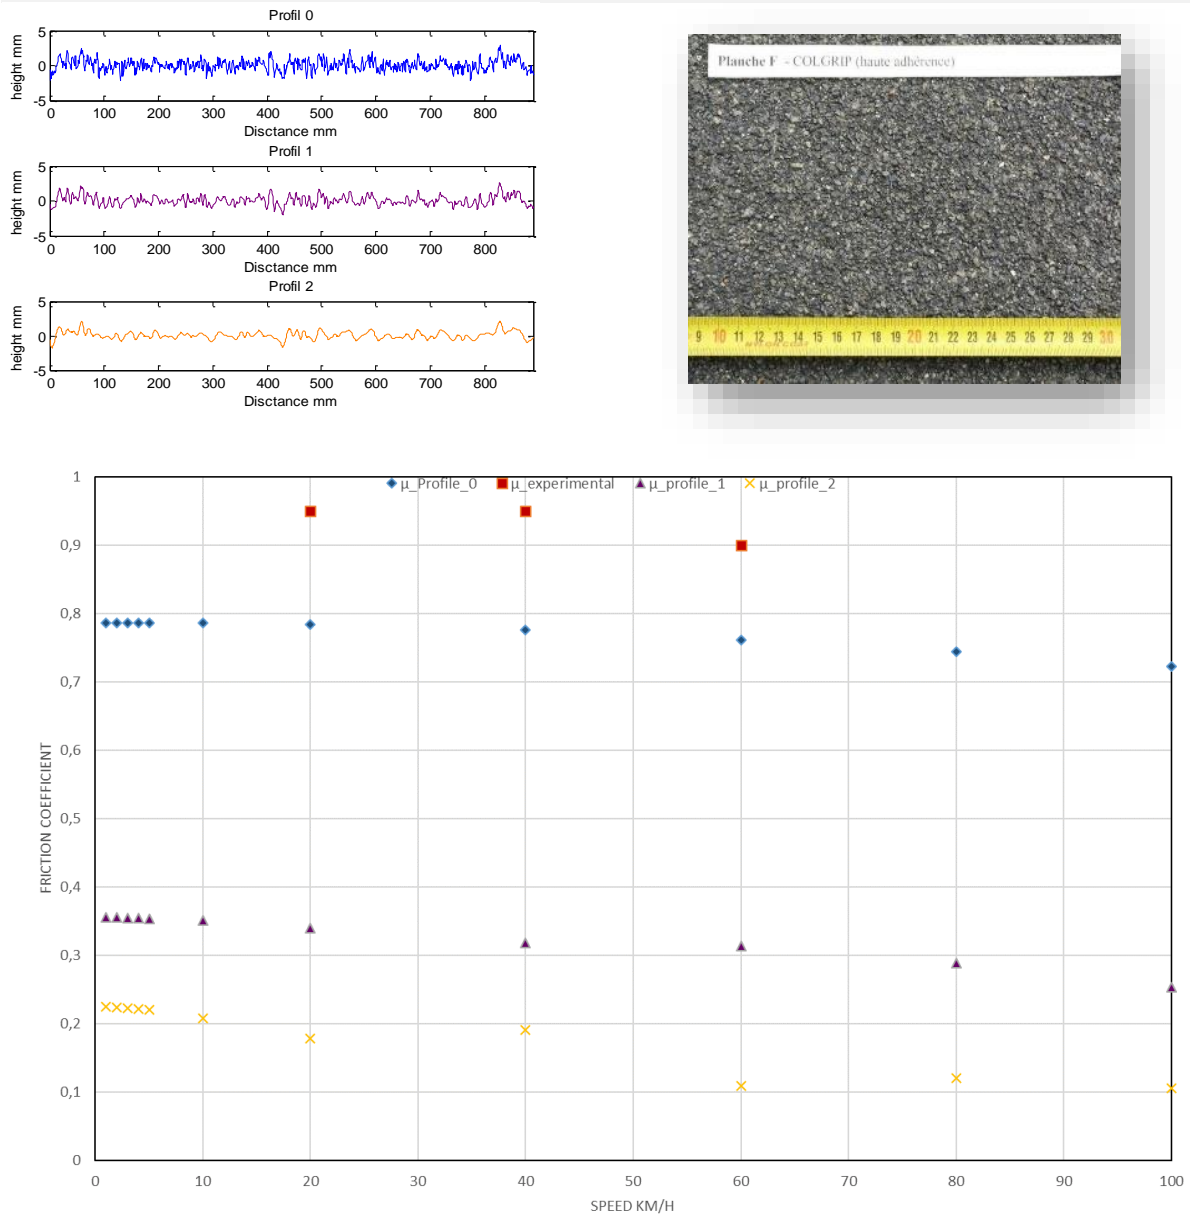 Profil 0
5
0
-5
height mm
0 100 200 300 400 500 600 700 800
Disctance mm
Profil 1
5
0
-5
height mm
0 100 200 300 400 500 600 700 800
Disctance mm
Profil 2
5
0
-5
height mm
0 100 200 300 400 500 600 700 800
Disctance mm
Planche F - COLGRIP (haute adhérence)
9 10 11 12 13 14 15 16 17 18 19 20 21 22 23 24 25 26 27 28 29 30
μ_Profile_0 μ_experimental μ_profile_1 μ_profile_2
1
0,9
0,8
0,7
0,6
0,5
0,4
0,3
0,2
0,1
0
FRICTION COEFFICIENT
0 10 20 30 40 50 60 70 80 90 100
SPEED KM/H